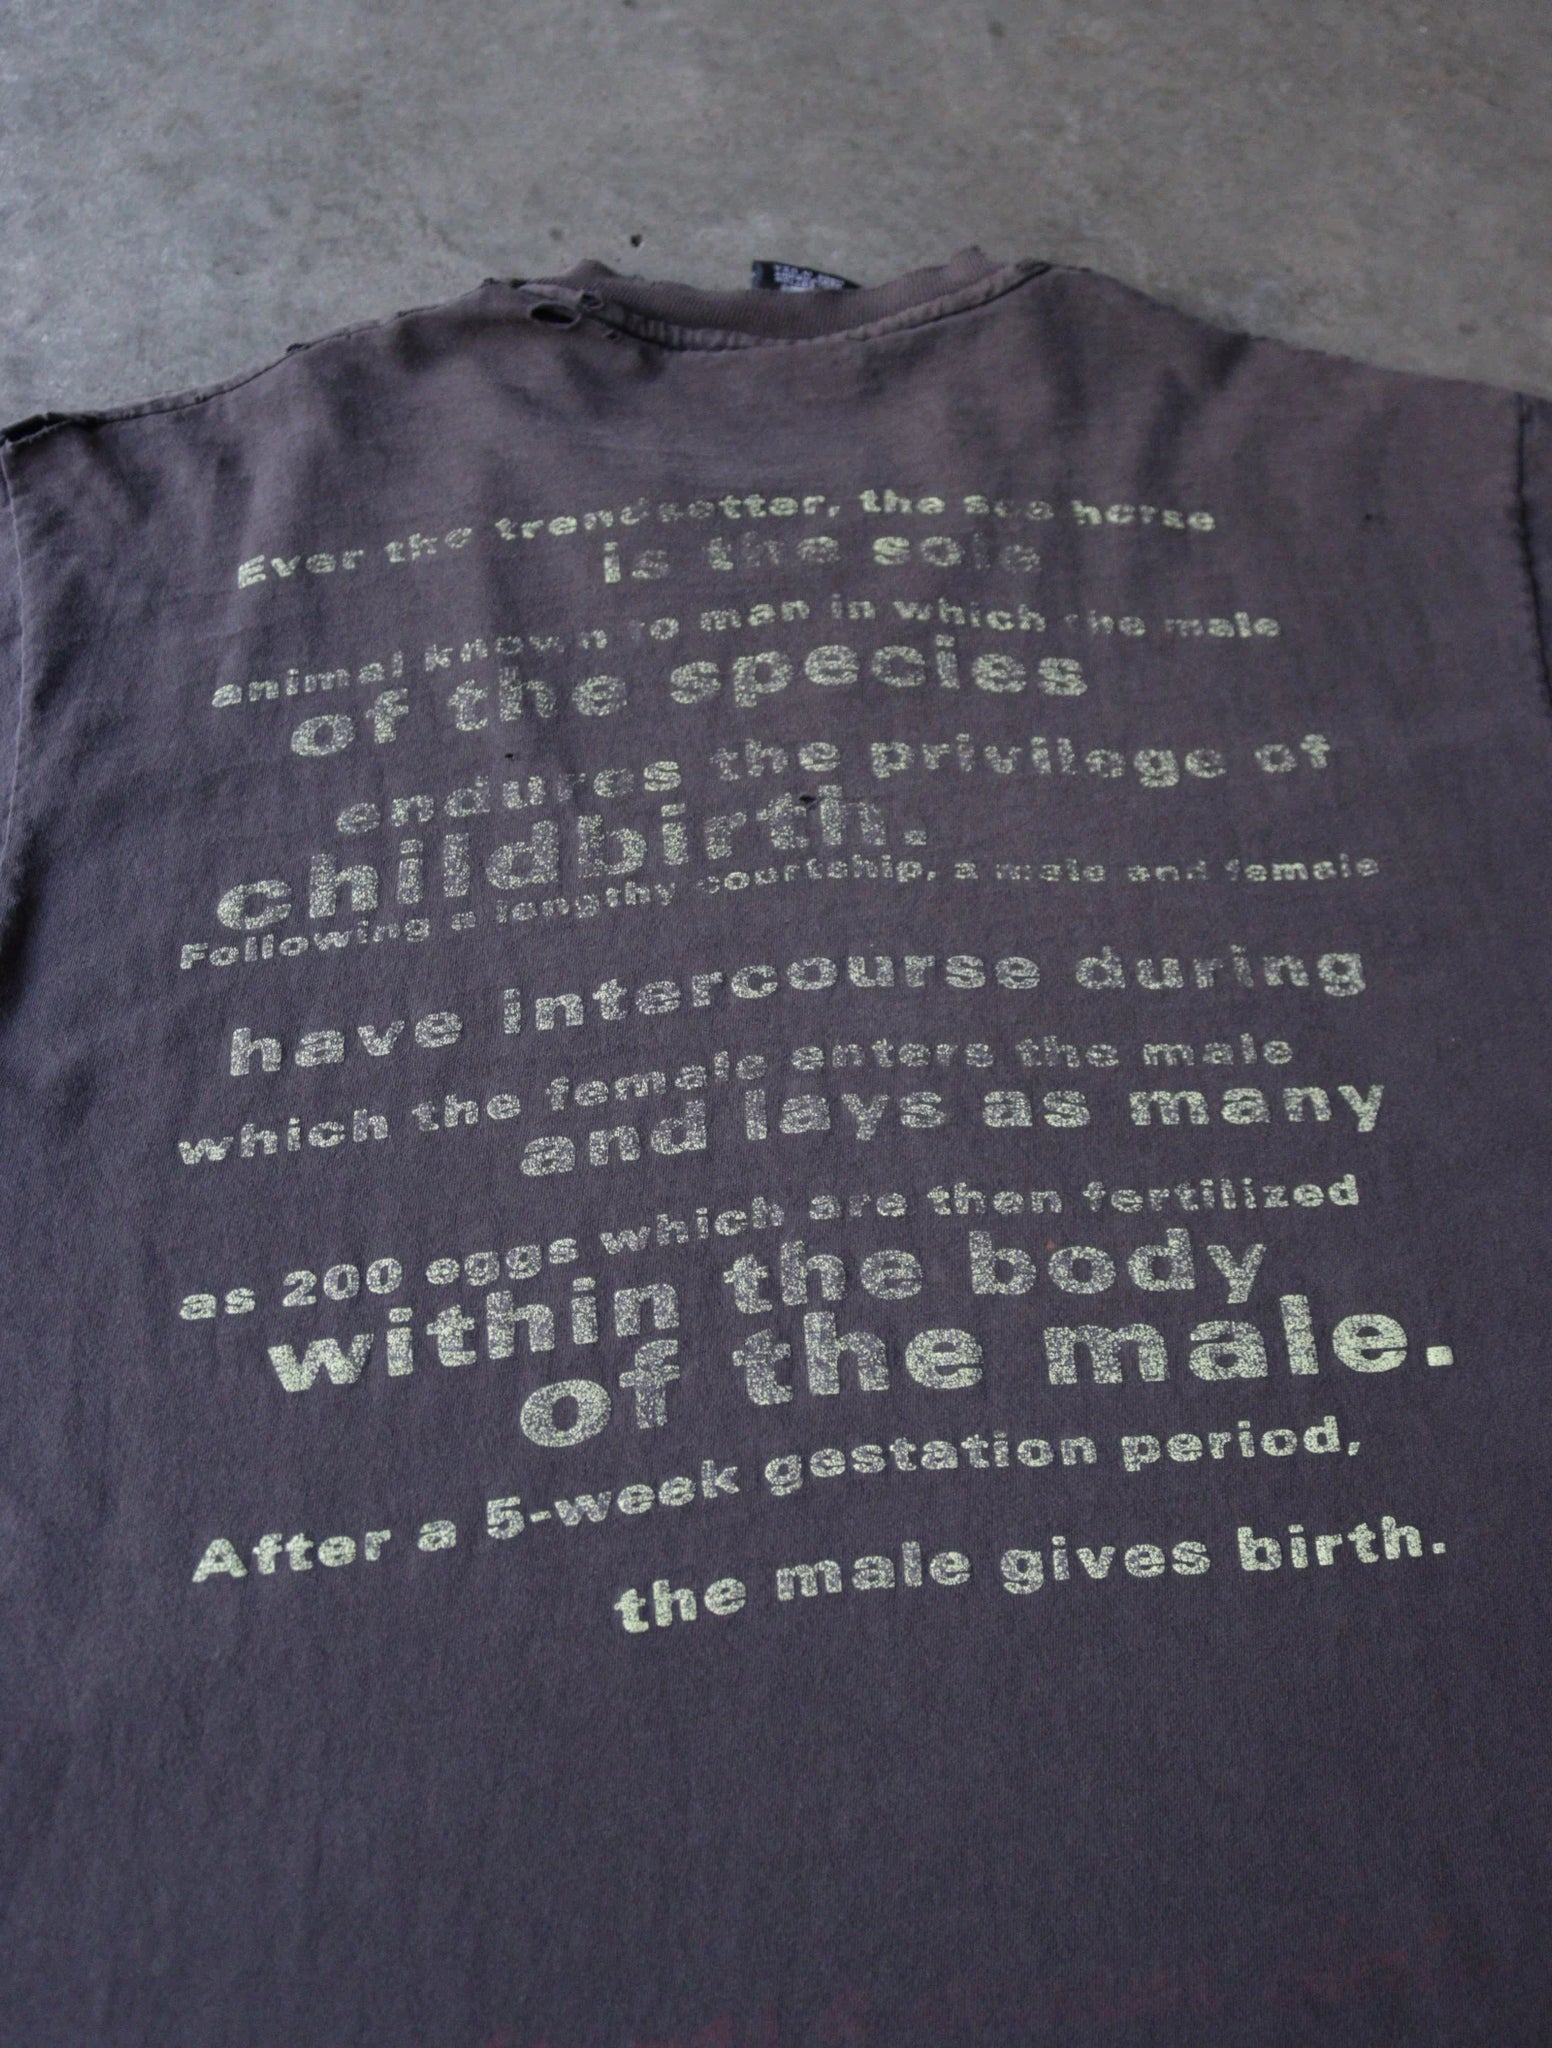 Ever the trendsetter, the sea horse
is the sole
animal known to man in which the male
of the species
endures the privilege of
childbirth.
Following a lengthy courtship, a male and female
have intercourse during
which the female enters the male
and lays as many
as 200 eggs which are then fertilized
within the body
of the male.
After a 5-week gestation period,
the male gives birth.